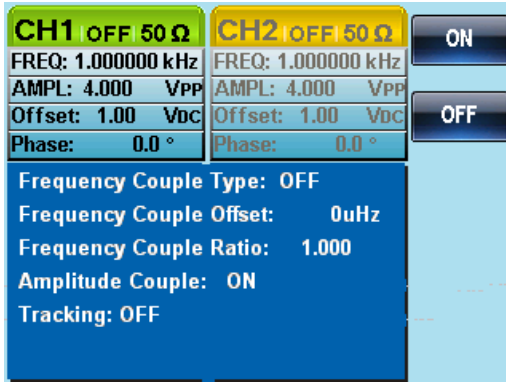 CH1 OFF 50 Ω
FREQ: 1.000000 kHz
AMPL: 4.000 VPP
Offset: 1.00 VDC
Phase: 0.0 °
CH2 OFF 50 Ω
FREQ: 1.000000 kHz
AMPL: 4.000 VPP
Offset: 1.00 VDC
Phase: 0.0 °
ON
OFF
Frequency Couple Type: OFF
Frequency Couple Offset: 0uHz
Frequency Couple Ratio: 1.000
Amplitude Couple: ON
Tracking: OFF